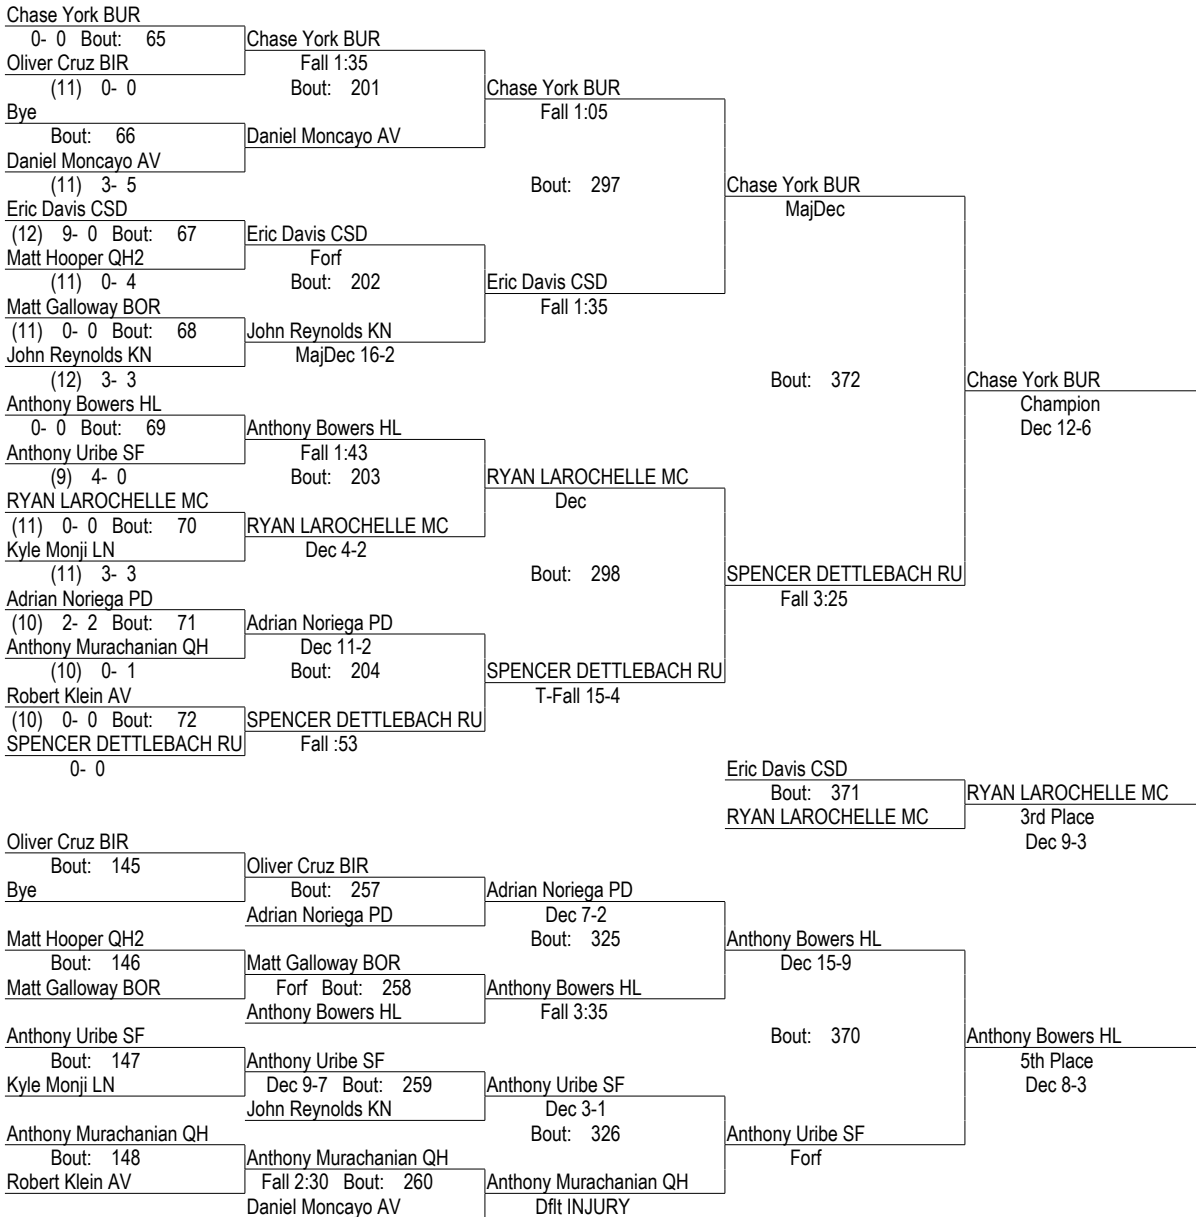 Chase York BUR
0- 0 Bout: 65 Chase York BUR
Oliver Cruz BIR Fall 1:35
(11) 0- 0 Bout: 201 Chase York BUR
Bye Fall 1:05
Bout: 66 Daniel Moncayo AV
Daniel Moncayo AV
(11) 3- 5 Bout: 297 Chase York BUR
Eric Davis CSD MajDec
(12) 9- 0 Bout: 67 Eric Davis CSD
Matt Hooper QH2 Forf
(11) 0- 4 Bout: 202 Eric Davis CSD
Matt Galloway BOR Fall 1:35
(11) 0- 0 Bout: 68 John Reynolds KN
John Reynolds KN MajDec 16-2
(12) 3- 3 Bout: 372 Chase York BUR
Anthony Bowers HL Champion
0- 0 Bout: 69 Anthony Bowers HL Dec 12-6
Anthony Uribe SF Fall 1:43
(9) 4- 0 Bout: 203 RYAN LAROCHELLE MC
RYAN LAROCHELLE MC Dec
(11) 0- 0 Bout: 70 RYAN LAROCHELLE MC
Kyle Monji LN Dec 4-2
(11) 3- 3 Bout: 298 SPENCER DETTLEBACH RU
Adrian Noriega PD Fall 3:25
(10) 2- 2 Bout: 71 Adrian Noriega PD
Anthony Murachanian QH Dec 11-2
(10) 0- 1 Bout: 204 SPENCER DETTLEBACH RU
Robert Klein AV T-Fall 15-4
(10) 0- 0 Bout: 72 SPENCER DETTLEBACH RU
SPENCER DETTLEBACH RU Fall :53
0- 0 Eric Davis CSD
Bout: 371 RYAN LAROCHELLE MC
RYAN LAROCHELLE MC 3rd Place
Oliver Cruz BIR Dec 9-3
Bout: 145 Oliver Cruz BIR
Bye Bout: 257 Adrian Noriega PD
Adrian Noriega PD Dec 7-2
Matt Hooper QH2 Bout: 325 Anthony Bowers HL
Bout: 146 Matt Galloway BOR Dec 15-9
Matt Galloway BOR Forf Bout: 258 Anthony Bowers HL
Anthony Bowers HL Fall 3:35
Anthony Uribe SF Bout: 370 Anthony Bowers HL
Bout: 147 Anthony Uribe SF 5th Place
Kyle Monji LN Dec 9-7 Bout: 259 Anthony Uribe SF Dec 8-3
John Reynolds KN Dec 3-1
Anthony Murachanian QH Bout: 326 Anthony Uribe SF
Bout: 148 Anthony Murachanian QH Forf
Robert Klein AV Fall 2:30 Bout: 260 Anthony Murachanian QH
Daniel Moncayo AV Dflt INJURY